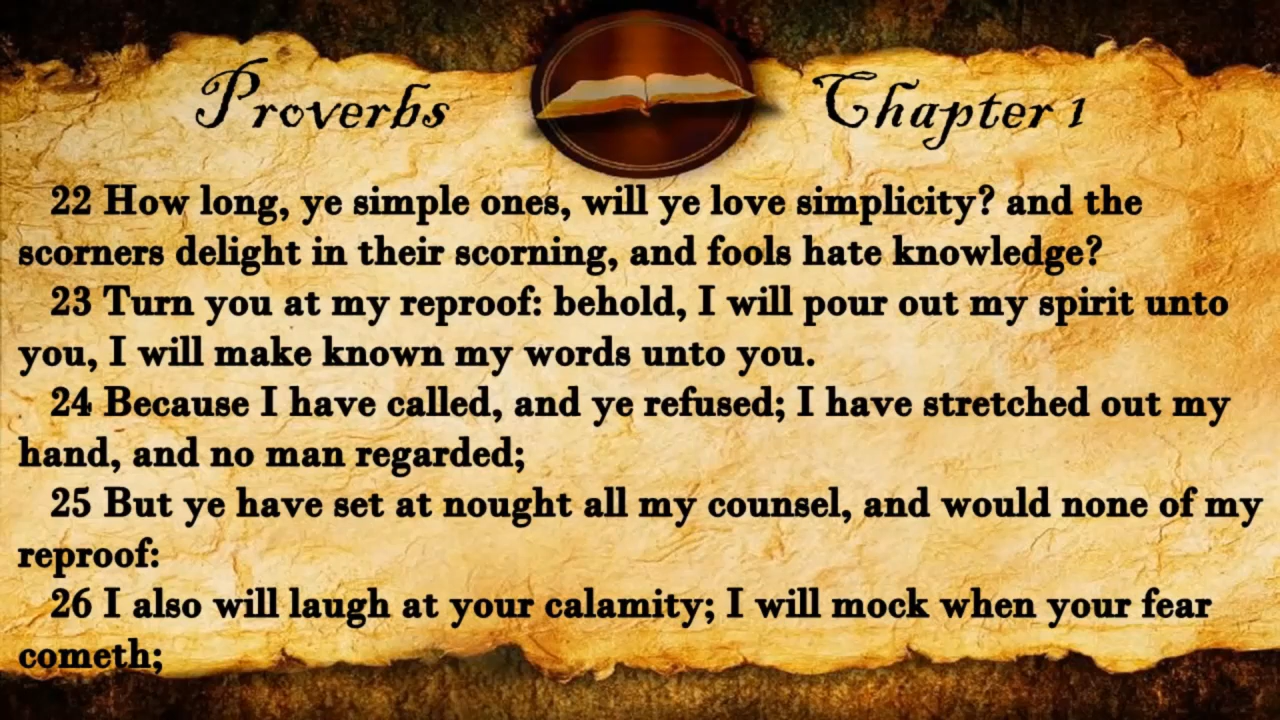 Proverbs Chapter 1
22 How long, ye simple ones, will ye love simplicity? and the
scorners delight in their scorning, and fools hate knowledge?
23 Turn you at my reproof: behold, I will pour out my spirit unto
you, I will make known my words unto you.
24 Because I have called, and ye refused; I have stretched out my
hand, and no man regarded;
25 But ye have set at nought all my counsel, and would none of my
reproof:
26 I also will laugh at your calamity; I will mock when your fear
cometh;